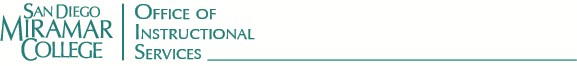 SAN DIEGO
MIRAMAR
COLLEGE
OFFICE OF
INSTRUCTIONAL
SERVICES